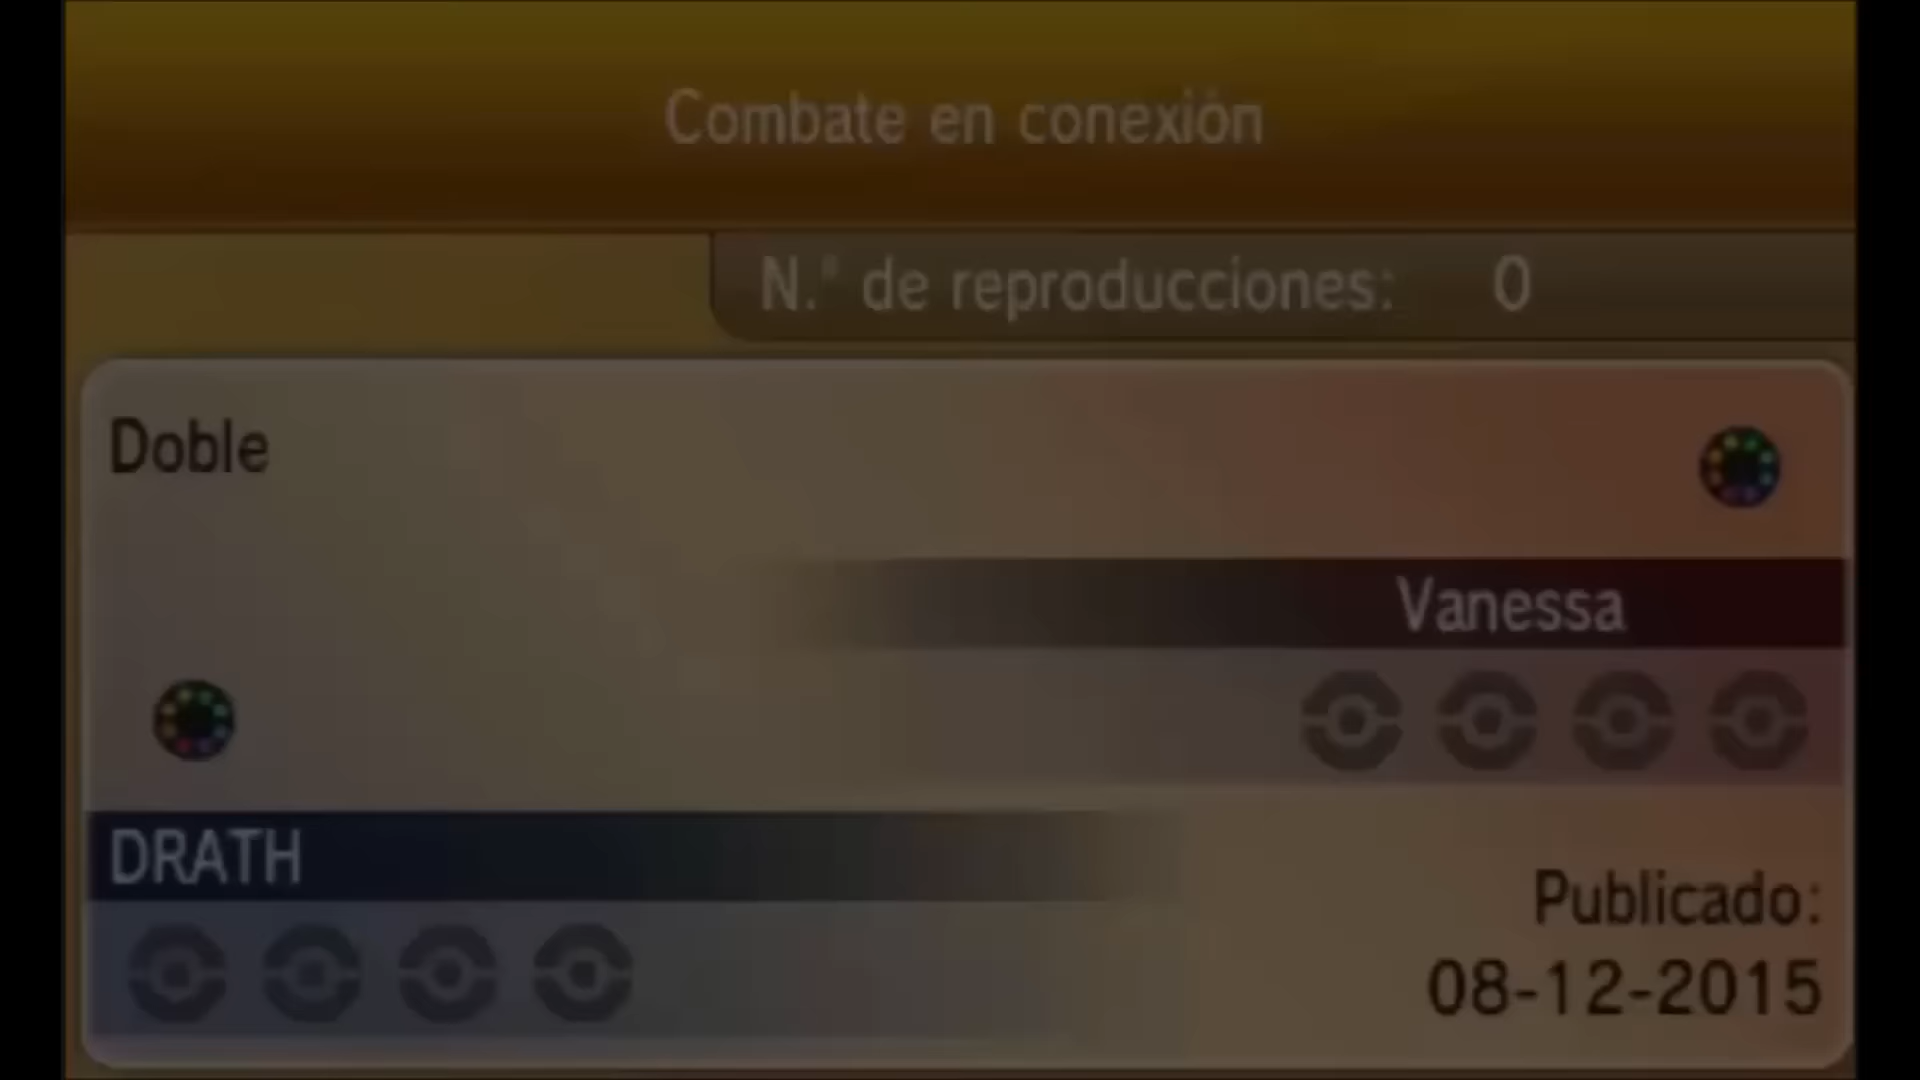 Combate en conexión
N.° de reproducciones: 0
Doble
Vanessa
DRATH
Publicado:
08-12-2015